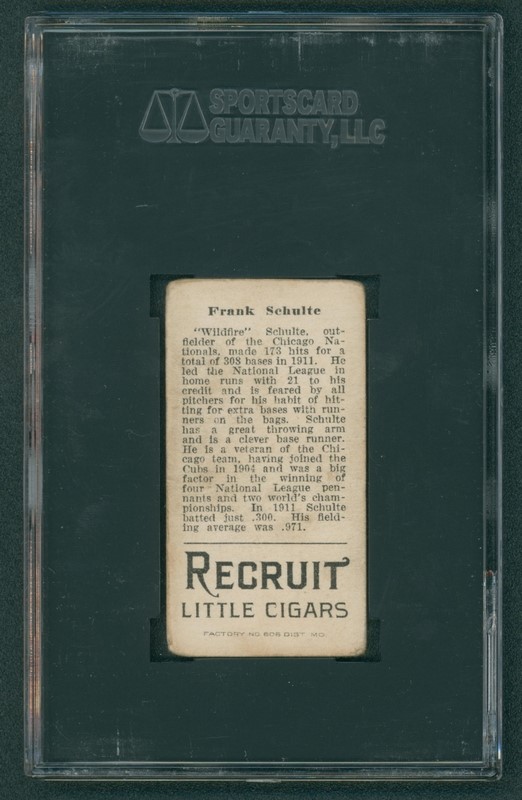 SPORTSCARD
GUARANTY, LLC
Frank Schulte
"Wildfire" Schulte, out-
fielder of the Chicago Na-
tionals, made 173 hits for a
total of 308 bases in 1911. He
led the National League in
home runs with 21 to his
credit and is feared by all
pitchers for his habit of hit-
ting for extra bases with run-
ners on the bags. Schulte
has a great throwing arm
and is a clever base runner.
He is a veteran of the Chi-
cago team, having joined the
Cubs in 1904 and was a big
factor in the winning of
four National League pen-
nants and two world's cham-
pionships. In 1911 Schulte
batted just .300. His field-
ing average was .971.
RECRUIT
LITTLE CIGARS
FACTORY NO. 606 DIST. MO.